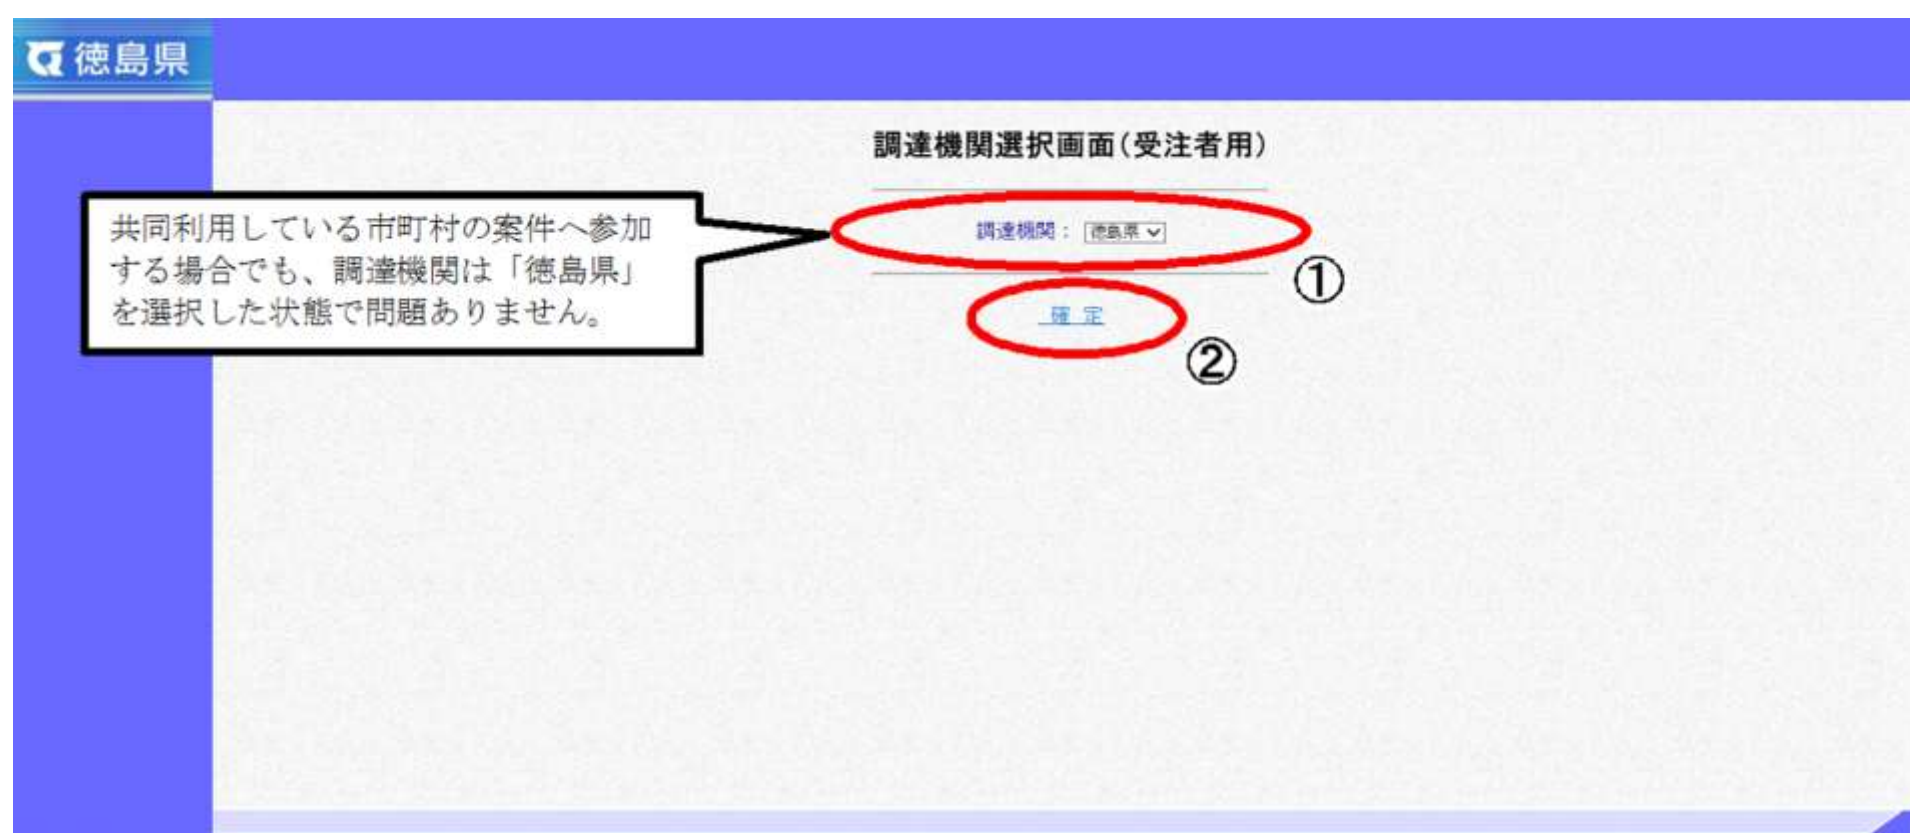 徳島県
調達機関選択画面(受注者用)
共同利用している市町村の案件へ参加
する場合でも、調達機関は「徳島県」
を選択した状態で問題ありません。
調達機関: 徳島県
①
確 定
②